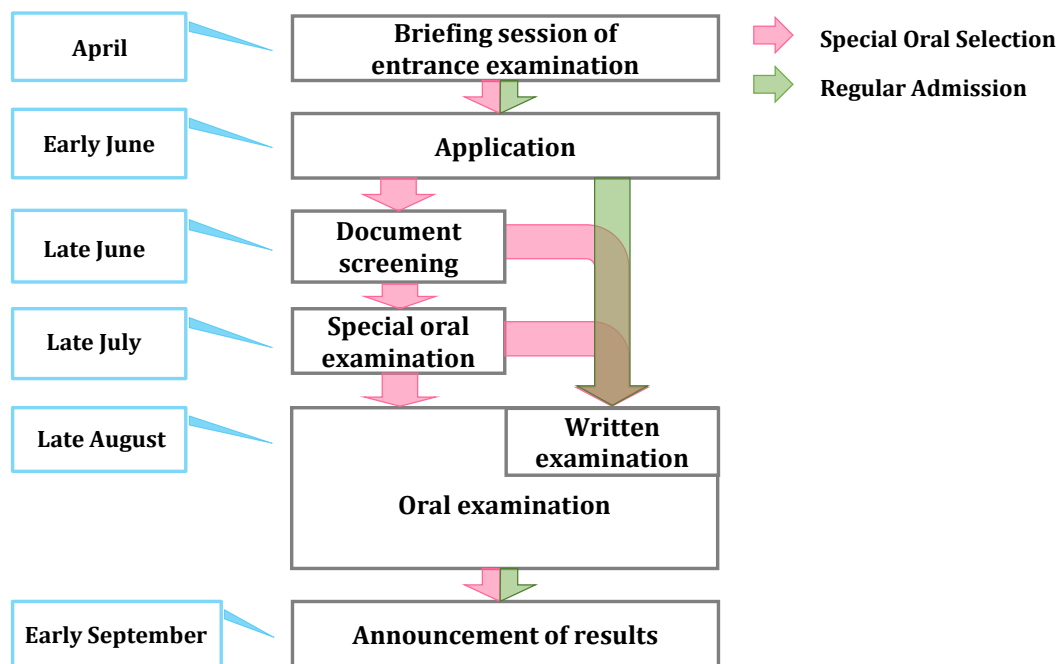 April
Briefing session of
entrance examination
Special Oral Selection
Regular Admission
Early June
Application
Late June
Document
screening
Late July
Special oral
examination
Late August
Written
examination
Oral examination
Early September
Announcement of results